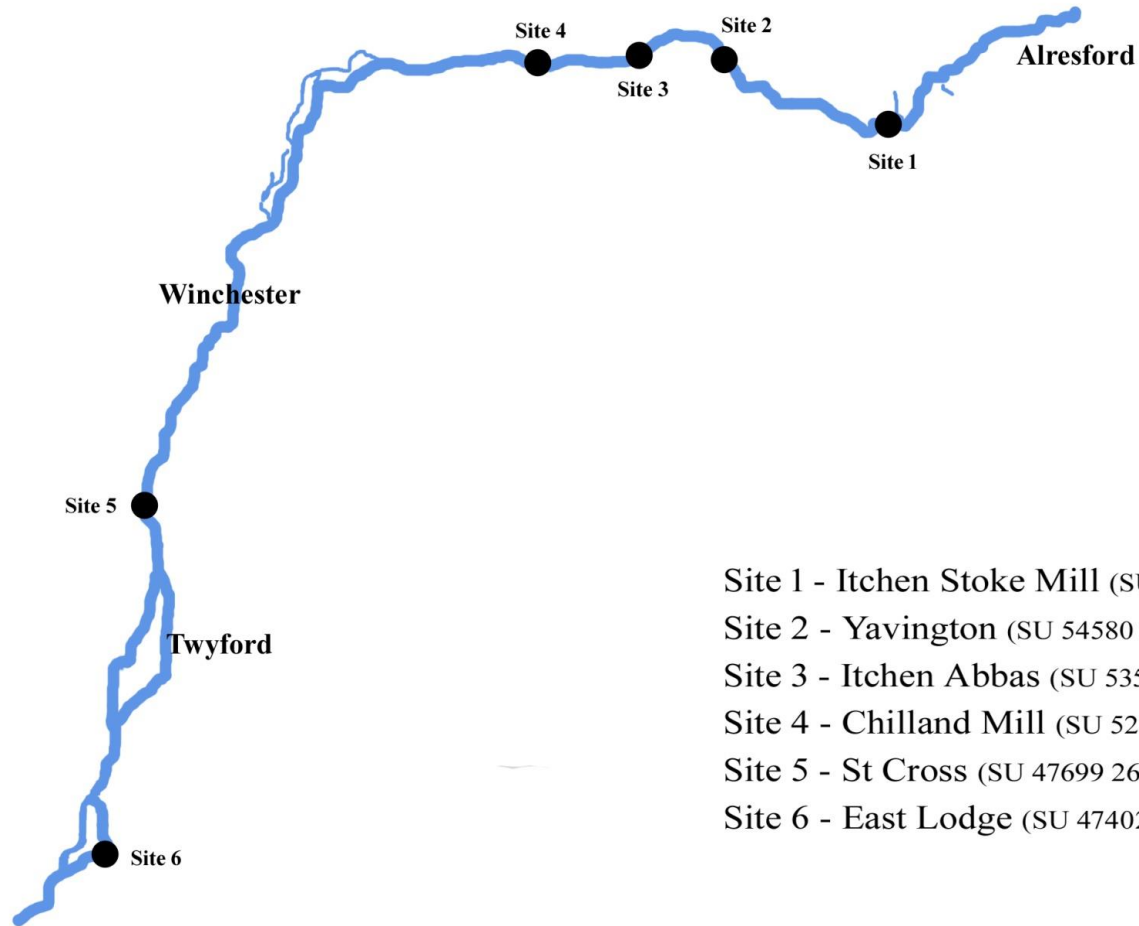 Site 4
Site 2
Alresford
Site 3
Site 1
Winchester
Site 5
Twyford
Site 6
Site 1 - Itchen Stoke Mill (SU
Site 2 - Yavington (SU 54580
Site 3 - Itchen Abbas (SU 535
Site 4 - Chilland Mill (SU 52
Site 5 - St Cross (SU 47699 26
Site 6 - East Lodge (SU 47402